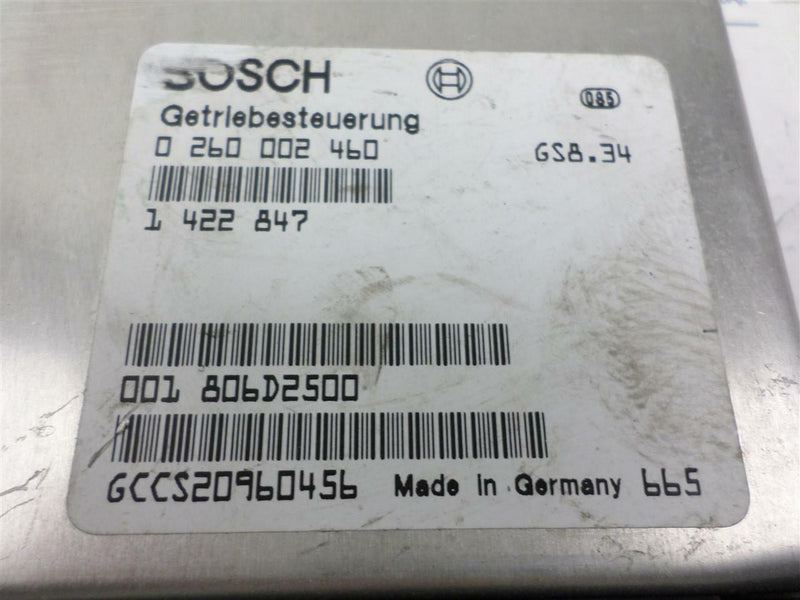 BOSCH
085
Getriebesteuerung
0 260 002 460
GS8.34
1 422 847
001 806D2500
GCCS20960456 Made in Germany 665